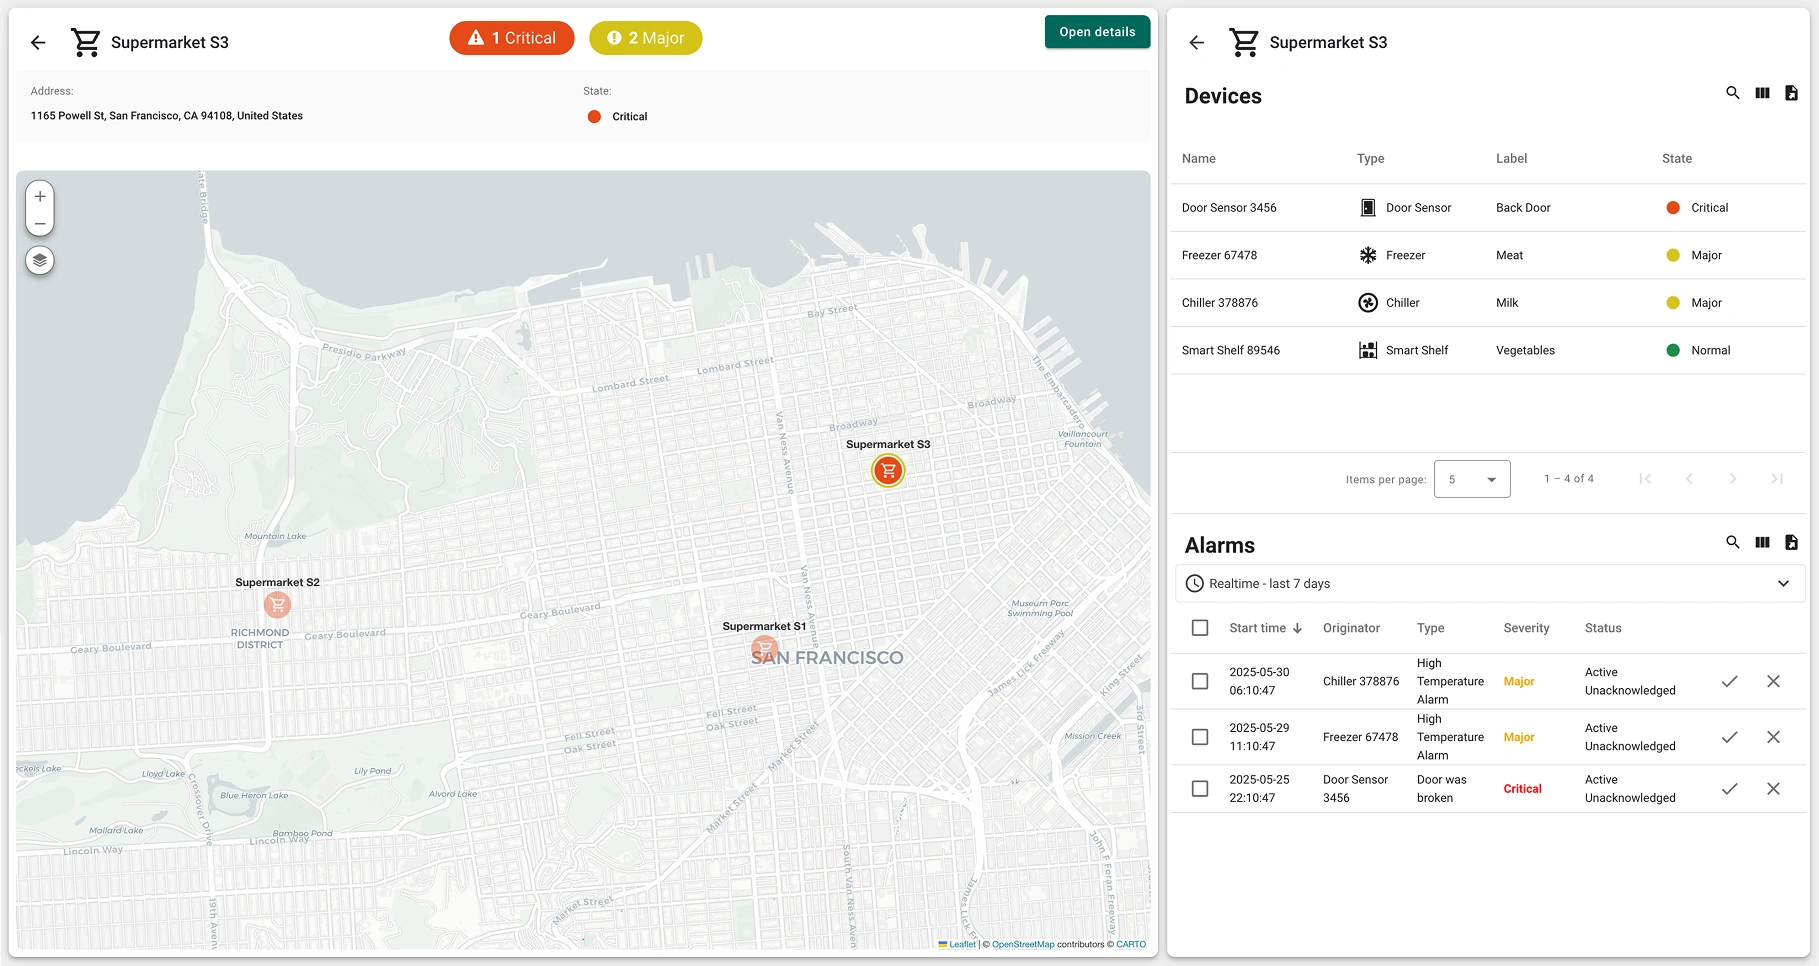 Supermarket S3
1 Critical
2 Major
Open details
Address:
1165 Powell St, San Francisco, CA 94108, United States
State:
Critical
+
−
Presidio Parkway
Bay Street
Lombard Street
Lombard Street
The Embarcadero
Broadway
Broadway
Van Ness Avenue
Vaillancourt
Fountain
Supermarket S3
Mountain Lake
Supermarket S2
RICHMOND
DISTRICT
Geary Boulevard
Geary Boulevard
Geary Boulevard
Van Ness Avenue
Museum Parc
Swimming Pool
Supermarket S1
SAN FRANCISCO
James Lick Freeway
King Street
3rd Street
Fell Street
Oak Street
Fell Street
Oak Street
Market Street
Mission Creek
Lloyd Lake
Lily Pond
Crossover Drive
Blue Heron Lake
Alvord Lake
Mallard Lake
Bamboo Pond
Lincoln Way
Lincoln Way
Market Street
Market Street
19th Aven
South Van Ness Ave
James Lick F
John F Foran Freeway
Leaflet | © OpenStreetMap contributors © CARTO
Supermarket S3
Devices
Name Type Label State
Door Sensor 3456 Door Sensor Back Door Critical
Freezer 67478 Freezer Meat Major
Chiller 378876 Chiller Milk Major
Smart Shelf 89546 Smart Shelf Vegetables Normal
Items per page: 5 1 – 4 of 4
Alarms
Realtime - last 7 days
Start time Originator Type Severity Status
2025-05-30
06:10:47
Chiller 378876
High
Temperature
Alarm
Major
Active
Unacknowledged
2025-05-29
11:10:47
Freezer 67478
High
Temperature
Alarm
Major
Active
Unacknowledged
2025-05-25
22:10:47
Door Sensor
3456
Door was
broken
Critical
Active
Unacknowledged